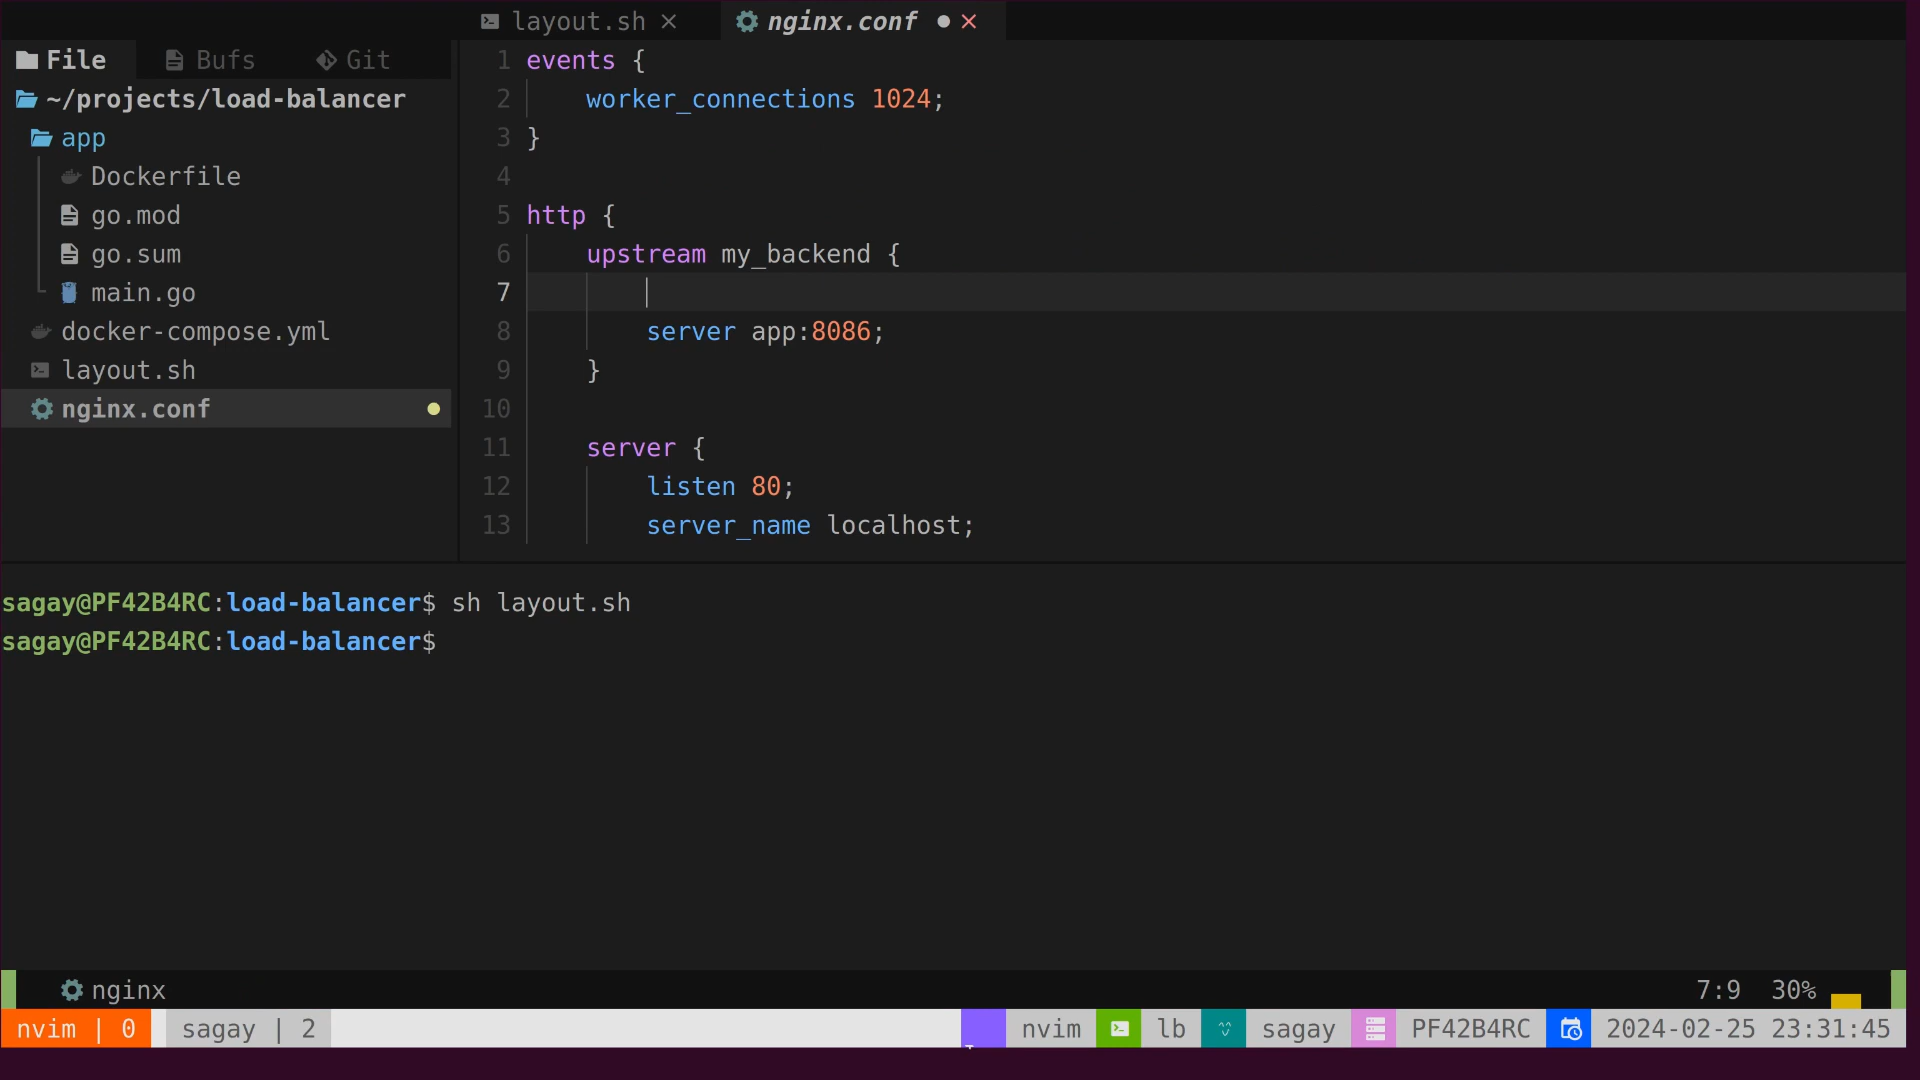 layout.sh
nginx.conf
File Bufs Git
~/projects/load-balancer
app
Dockerfile
go.mod
go.sum
main.go
docker-compose.yml
layout.sh
nginx.conf
1 events {
2 worker_connections 1024;
3 }
4
5 http {
6 upstream my_backend {
7
8 server app:8086;
9 }
10
11 server {
12 listen 80;
13 server_name localhost;
sagay@PF42B4RC:load-balancer$ sh layout.sh
sagay@PF42B4RC:load-balancer$
nginx 7:9 30%
nvim | 0 sagay | 2 nvim lb sagay PF42B4RC 2024-02-25 23:31:45